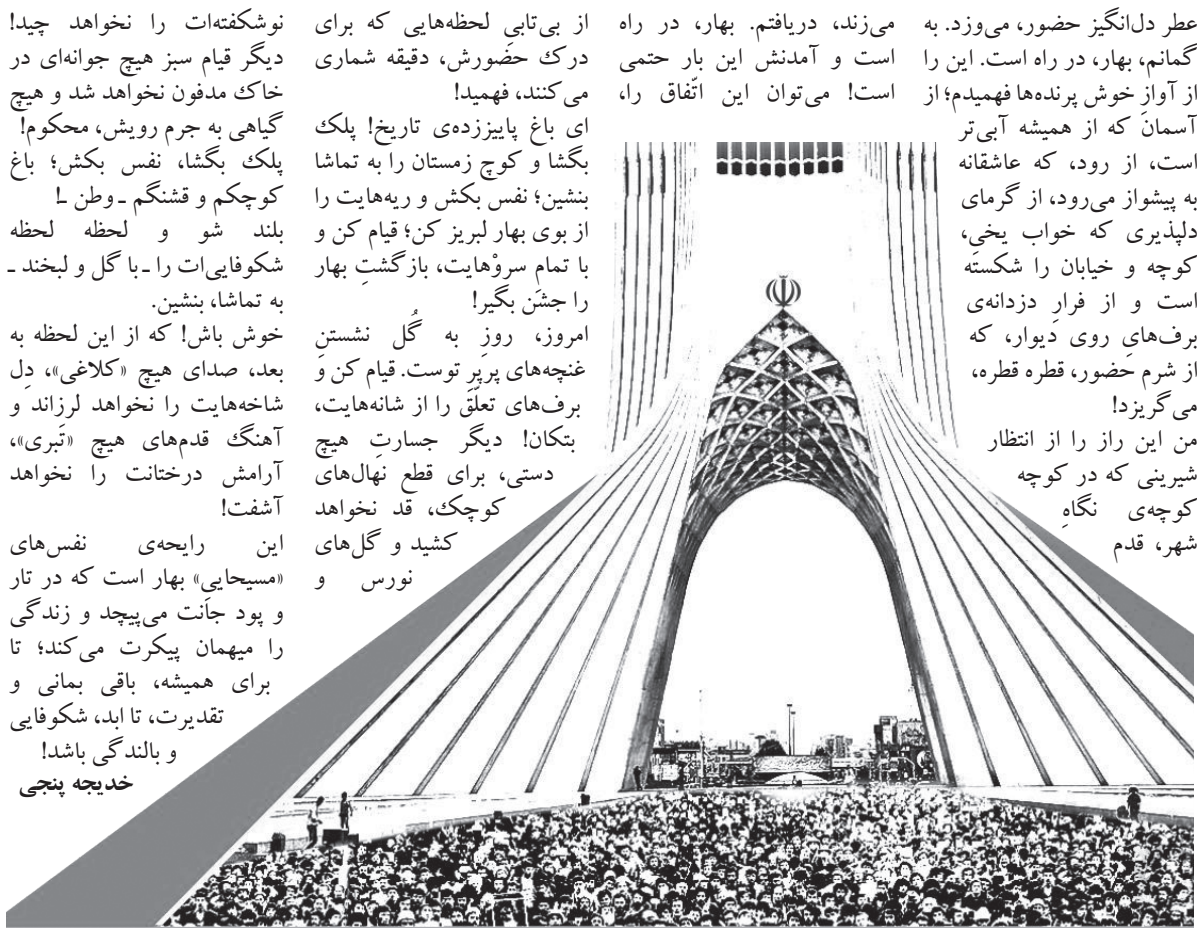 عطر دل‌انگیز حضور، می‌وزد. به
گمانم، بهار، در راه است. این را
از آوازِ خوش پرنده‌ها فهمیدم؛ از
آسمان که از همیشه آبی‌تر
است، از رود، که عاشقانه
به پیشواز می‌رود، از گرمای
دلپذیری که خواب یخیِ
کوچه و خیابان را شکسته
است و از فرارِ دزدانه‌ی
برف‌هایِ روی دیوار، که
از شرم حضور، قطره قطره،
می‌گریزد!
من این راز را از انتظار
شیرینی که در کوچه
کوچه‌ی نگاهِ
شهر، قدم
می‌زند، دریافتم. بهار، در راه
است و آمدنش این بار حتمی
است! می‌توان این اتّفاق را،
از بی‌تابیِ لحظه‌هایی که برای
درک حضورش، دقیقه شماری
می‌کنند، فهمید!
ای باغ پاییززده‌ی تاریخ! پلک
بگشا و کوچ زمستان را به تماشا
بنشین؛ نفس بکش و ریه‌هایت را
از بوی بهار لبریز کن؛ قیام کن و
با تمامِ سروْهایت، بازگشتِ بهار
را جشن بگیر!
امروز، روزِ به گُل نشستنِ
غنچه‌های پرپر توست. قیام کن و
برف‌های تعلّق را از شانه‌هایت،
بتکان! دیگر جسارتِ هیچ
دستی، برای قطع نهال‌های
کوچک، قد نخواهد
کشید و گل‌های
نورس و
نوشکفته‌ات را نخواهد چید!
دیگر قیام سبز هیچ جوانه‌ای در
خاک مدفون نخواهد شد و هیچ
گیاهی به جرم رویش، محکوم!
پلک بگشا، نفس بکش؛ باغ
کوچکم و قشنگم ـ وطن ـ!
بلند شو و لحظه لحظه
شکوفایی‌ات را ـ با گل و لبخند ـ
به تماشا، بنشین.
خوش باش! که از این لحظه به
بعد، صدای هیچ «کلاغی»، دِل
شاخه‌هایت را نخواهد لرزاند و
آهنگ قدم‌های هیچ «تَبری»،
آرامش درختانت را نخواهد
آشفت!
این رایحه‌ی نفس‌های
«مسیحایی» بهار است که در تار
و پود جانت می‌پیچد و زندگی
را میهمان پیکرت می‌کند؛ تا
برای همیشه، باقی بمانی و
تقدیرت، تا ابد، شکوفایی
و بالندگی باشد!
خدیجه پنجی